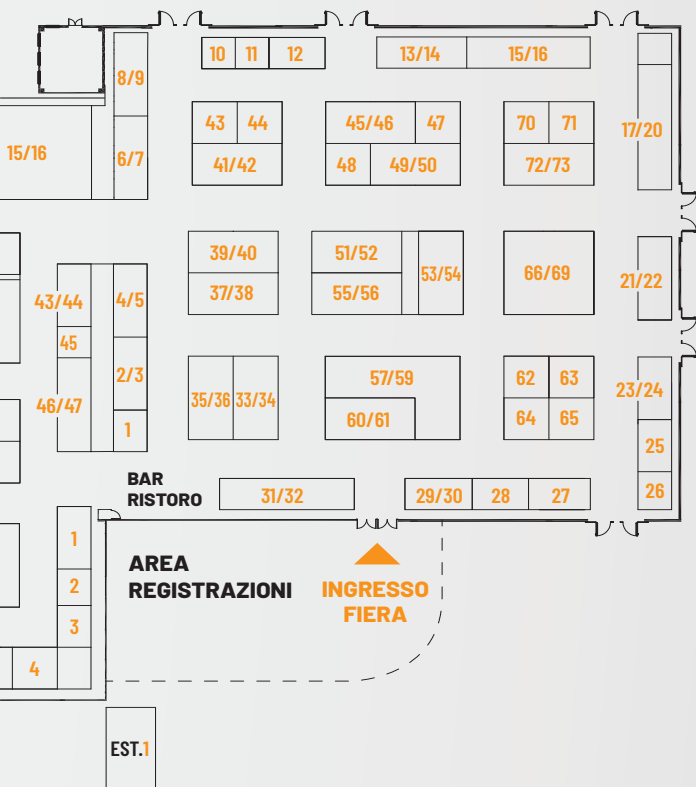 10 11 12 13/14 15/16
8/9
43 44 45/46 47 70 71 17/20
15/16 6/7
41/42 48 49/50 72/73
39/40 51/52
53/54 66/69 21/22
37/38 55/56
43/44 4/5
45
2/3
46/47
1
57/59 62 63 23/24
35/36 33/34
60/61 64 65
25
26
BAR
RISTORO
31/32 29/30 28 27
1
2
3
4
AREA
REGISTRAZIONI
INGRESSO
FIERA
EST.1